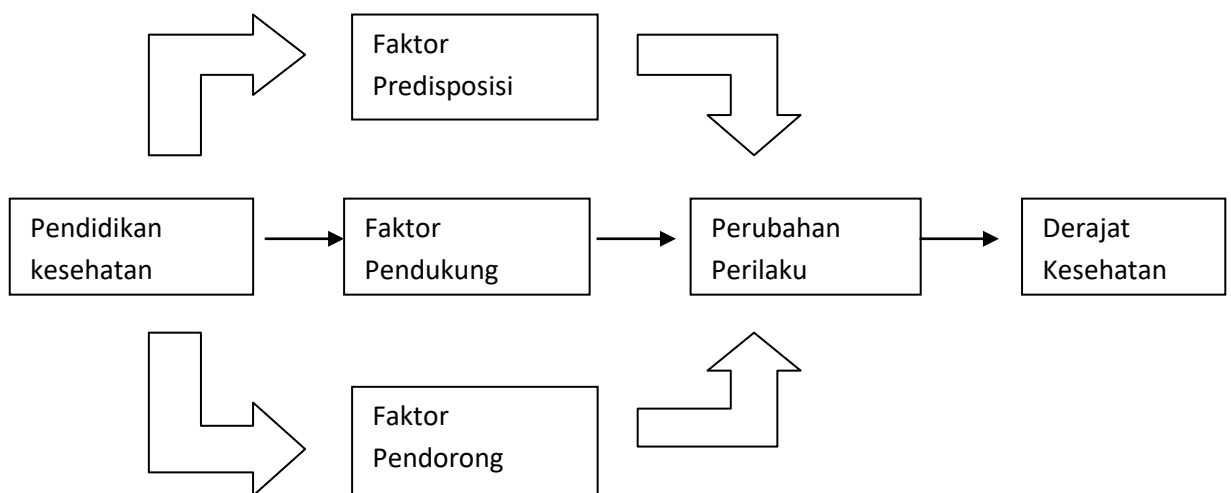 Faktor
Predisposisi
Pendidikan
kesehatan
Faktor
Pendukung
Perubahan
Perilaku
Derajat
Kesehatan
Faktor
Pendorong